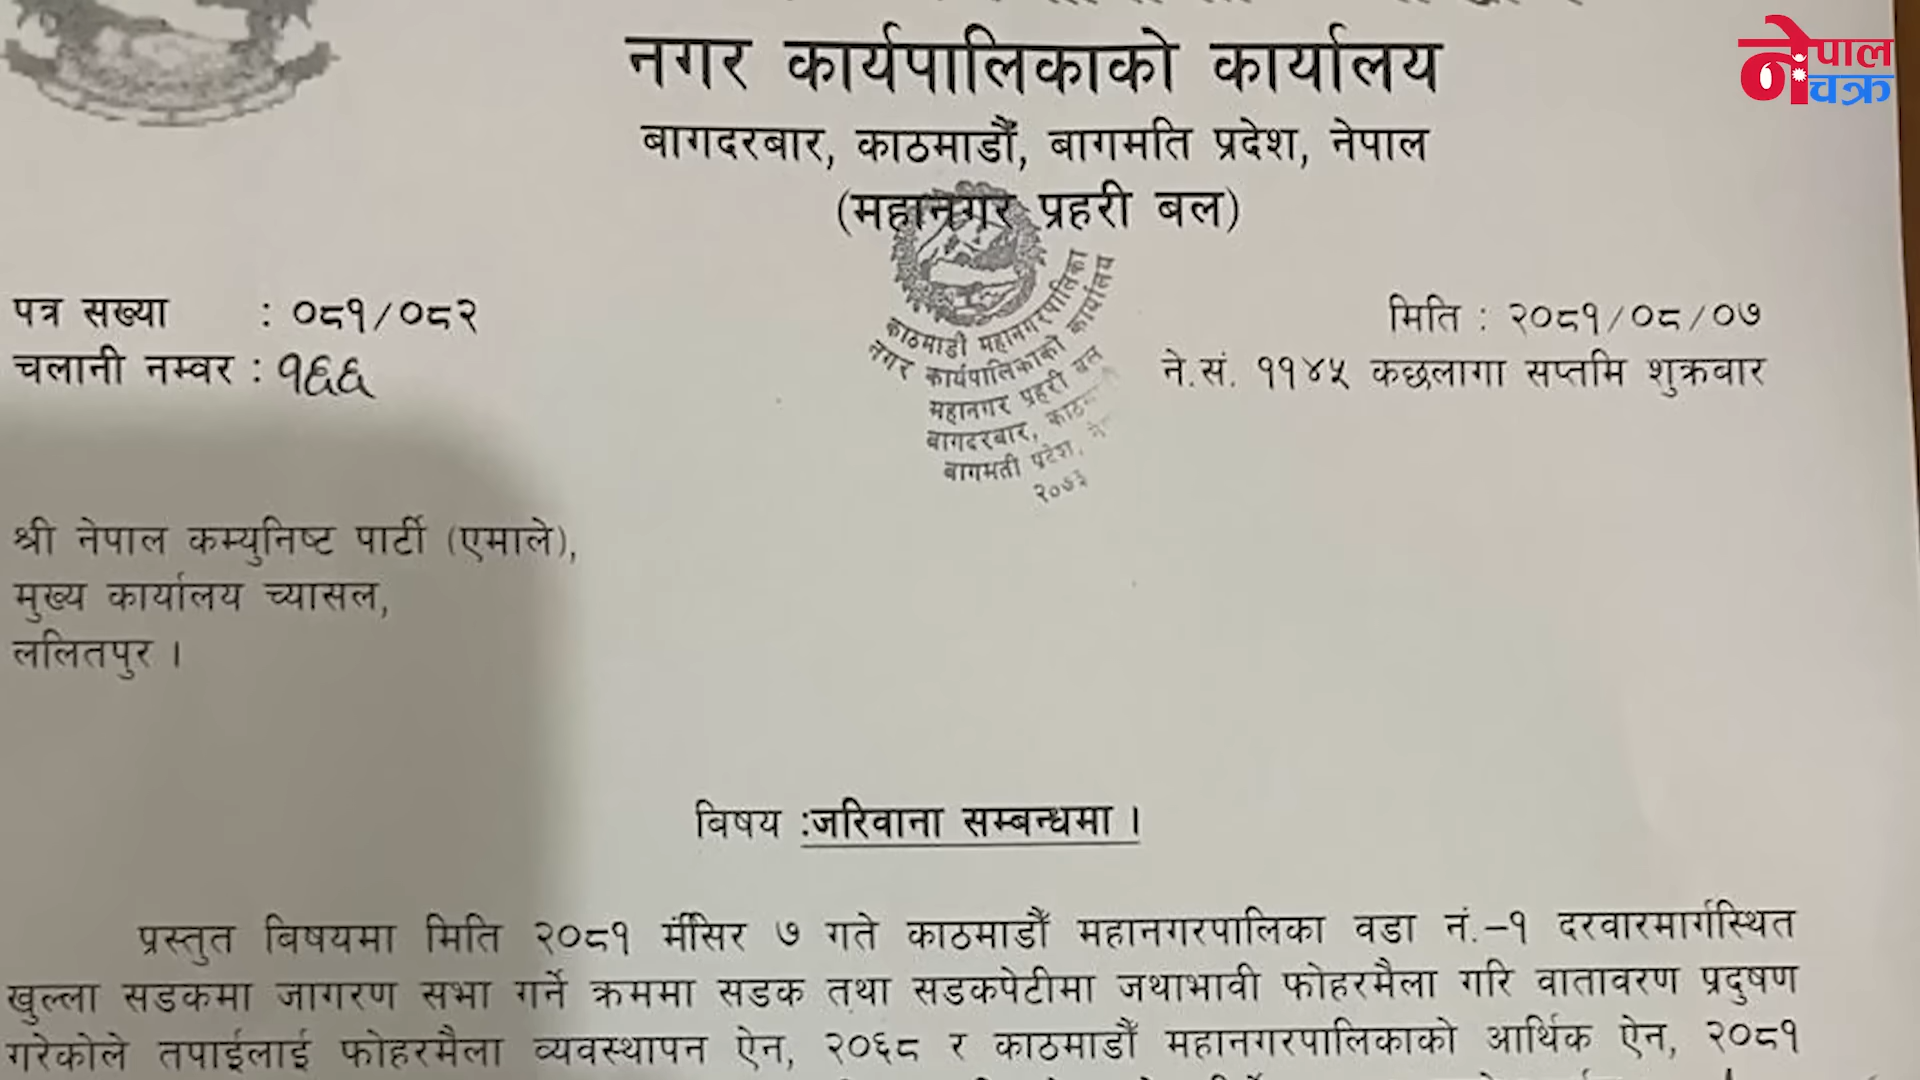 नगर कार्यपालिकाको कार्यालय
बागदरबार, काठमाडौँ, बागमति प्रदेश, नेपाल
(महानगर प्रहरी बल)
नेपाल
चक्र
काठमाडौं महानगरपालिका
नगर कार्यपालिकाको कार्यालय
महानगर प्रहरी बल
बागदरबार,
बागमती प्रदेश,
२०७३
पत्र सख्या : ०८१/०८२
मिति : २०८१/०८/०७
चलानी नम्वर : १६६
ने.सं. ११४५ कछलागा सप्तमि शुक्रवार
श्री नेपाल कम्युनिष्ट पार्टी (एमाले),
मुख्य कार्यालय च्यासल,
ललितपुर ।
विषय :जरिवाना सम्बन्धमा ।
प्रस्तुत विषयमा मिति २०८१ मंसिर ७ गते काठमाडौँ महानगरपालिका वडा नं.-१ दरवारमार्गस्थित
खुल्ला सडकमा जागरण सभा गर्ने क्रममा सडक तथा सडकपेटीमा जथाभावी फोहरमैला गरि वातावरण प्रदुषण
गरेकोले तपाईलाई फोहरमैला व्यवस्थापन ऐन, २०६८ र काठमाडौँ महानगरपालिकाको आर्थिक ऐन, २०८१